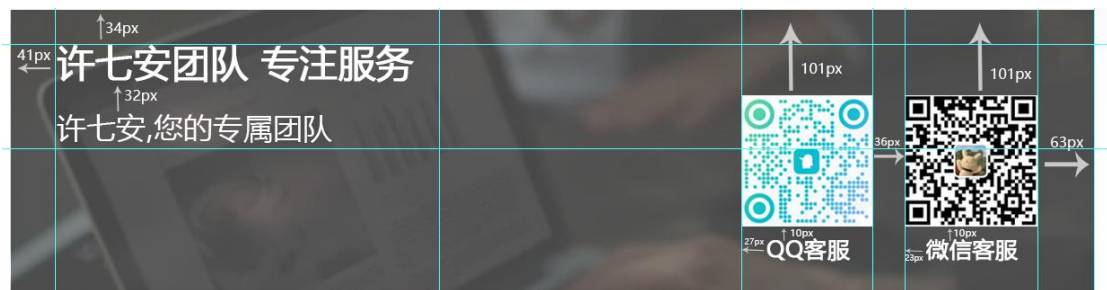 34px
41px
许七安团队 专注服务
32px
许七安,您的专属团队
101px
101px
36px
63px
10px
27px
QQ客服
10px
23px
微信客服